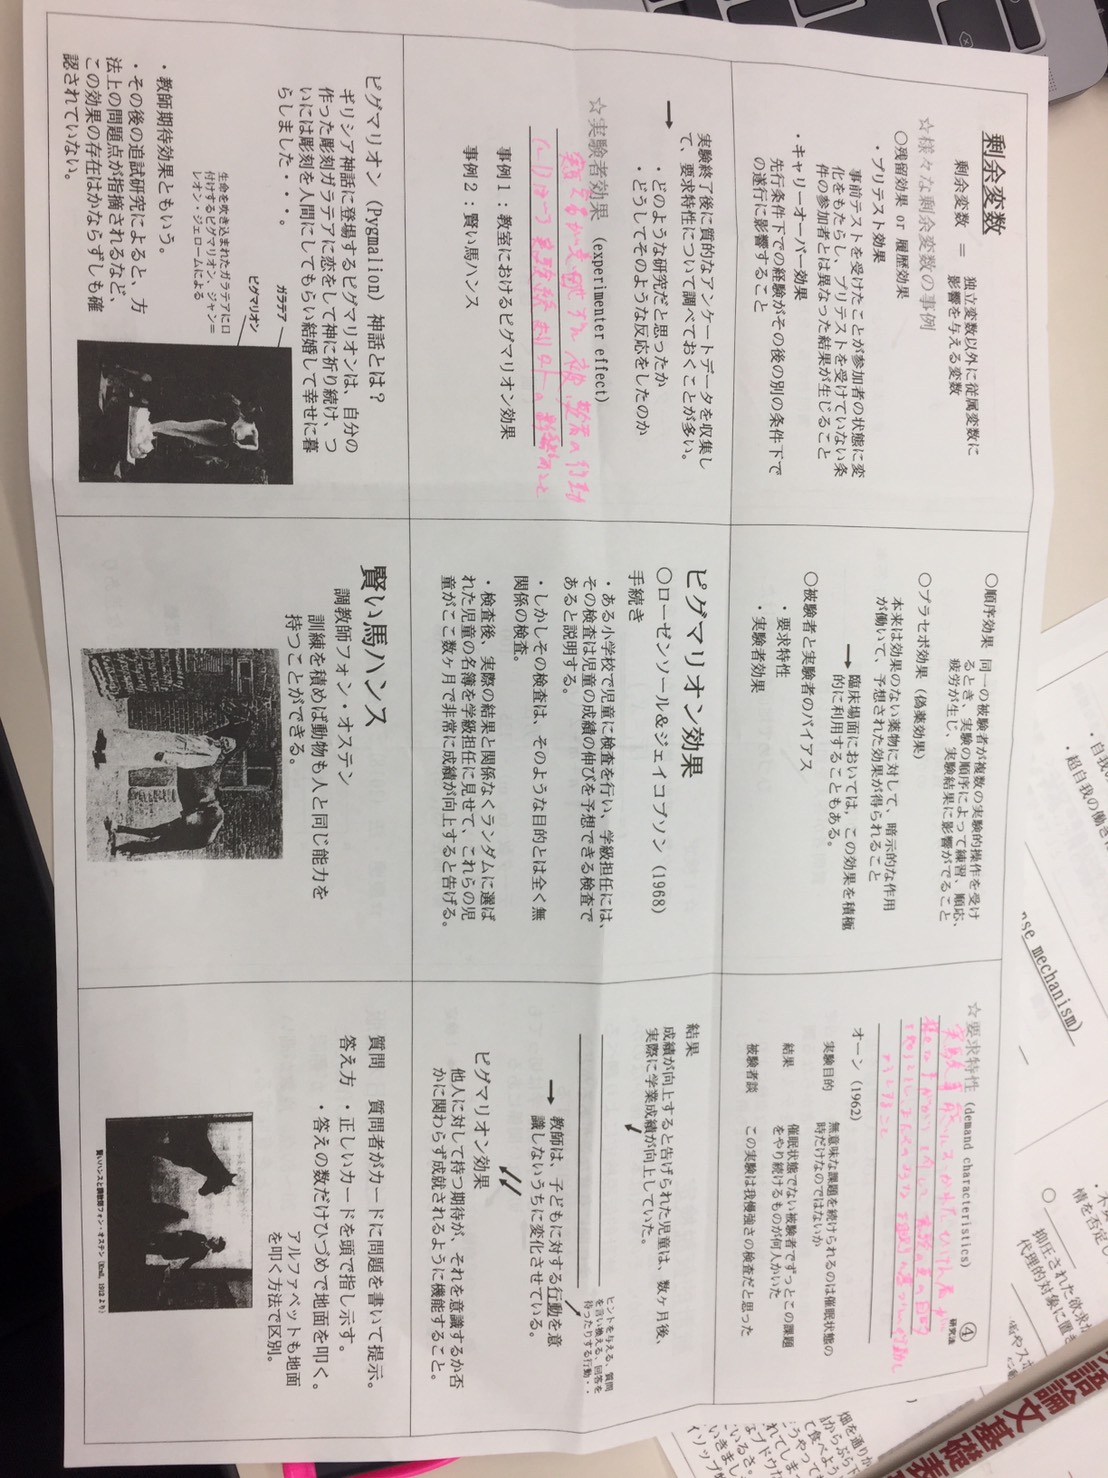 剰余変数
剰余変数 = 独立変数以外に従属変数に
影響を与える変数
☆様々な剰余変数の事例
○残留効果 or 履歴効果
・プリテスト効果
事前テストを受けたことが参加者の状態に変
化をもたらし、プリテストを受けていない条
件の参加者とは異なった結果が生じること
・キャリーオーバー効果
先行条件下での経験がその後の別の条件下で
の遂行に影響すること
○順序効果 同一の被験者が複数の実験的操作を受け
るとき、実験の順序によって練習、順応、
疲労が生じ、実験結果に影響がでること
○プラセボ効果(偽薬効果)
本来は効果のない薬物に対して、暗示的な作用
が働いて、予想された効果が得られること
→臨床場面においては、この効果を積極
的に利用することもある。
○被験者と実験者のバイアス
・要求特性
・実験者効果
④
研究法
☆要求特性 (demand characteristics)
オーン (1962)
実験目的 無意味な課題を続けられるのは催眠状態の
時だけなのではないか
結果 催眠状態でない被験者でずっとこの課題
をやり続けるものが何人かいた
被験者談 この実験は我慢強さの検査だと思った
実験終了後に質的なアンケートデータを収集し
て、要求特性について調べておくことが多い。
→ ・どのような研究だと思ったか
・どうしてそのような反応をしたのか
☆実験者効果 (experimenter effect)
事例1：教室におけるピグマリオン効果
事例2：賢い馬ハンス
ピグマリオン効果
○ローゼンソール&ジェイコブソン (1968)
手続き
・ある小学校で児童に検査を行い、学級担任には、
その検査は児童の成績の伸びを予想できる検査で
あると説明する。
・しかしその検査は、そのような目的とは全く無
関係の検査。
・検査後、実際の結果と関係なくランダムに選ば
れた児童の名簿を学級担任に見せて、これらの児
童がここ数ヶ月で非常に成績が向上すると告げる。
結果
成績が向上すると告げられた児童は、数ヶ月後、
実際に学業成績が向上していた。
ヒントを与える、質問
を言い換える、回答を
待ったりする行動・・
→教師は、子どもに対する行動を意
識しないうちに変化させている。
ピグマリオン効果
他人に対して持つ期待が、それを意識するか否
かに関わらず成就されるように機能すること。
ピグマリオン (Pygmalion) 神話とは？
ギリシア神話に登場するピグマリオンは、自分の
作った彫刻ガラテアに恋をして神に祈り続け、つ
いには彫刻を人間にしてもらい結婚して幸せに暮
らしました・・・。
ガラテア
ピグマリオン
生命を吹き込まれたガラテアに口
付けするピグマリオン、ジャン＝
レオン・ジェロームによる
・教師期待効果ともいう。
・その後の追試研究によると、方
法上の問題点が指摘されるなど、
この効果の存在はかならずしも確
認されていない。
賢い馬ハンス
調教師フォン・オステン
訓練を積めば動物も人と同じ能力を
持つことができる。
質問 質問者がカードに問題を書いて提示。
答え方 ・正しいカードを頭で指し示す。
・答えの数だけひづめで地面を叩く。
アルファベットも地面
を叩く方法で区別。
賢いハンスと調教師フォン・オステン
nse mechanism)
抑圧された欲求が
代理的対象に置き
・超自我の働き
語論文基礎